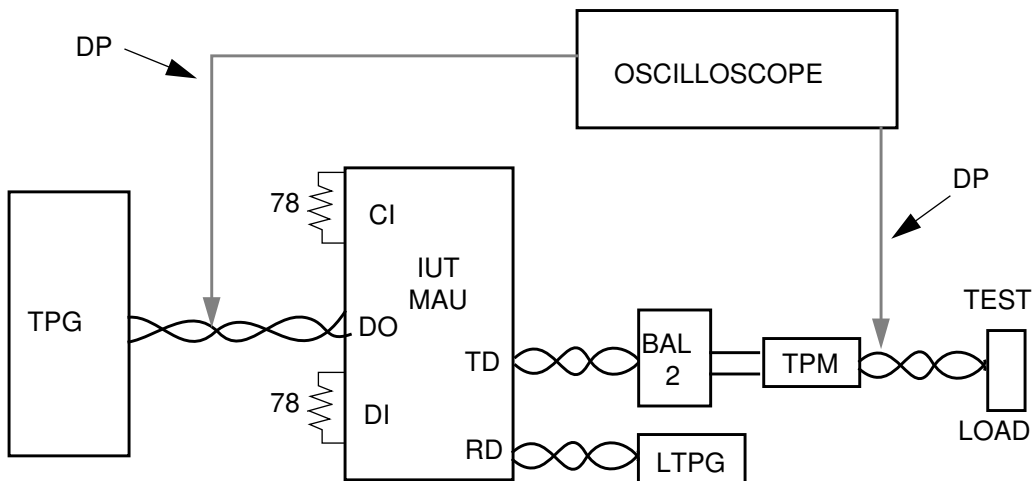 DP
OSCILLOSCOPE
DP
78
CI
IUT
MAU
TPG
DO
TEST
BAL
2
TPM
TD
78
DI
LOAD
RD
LTPG